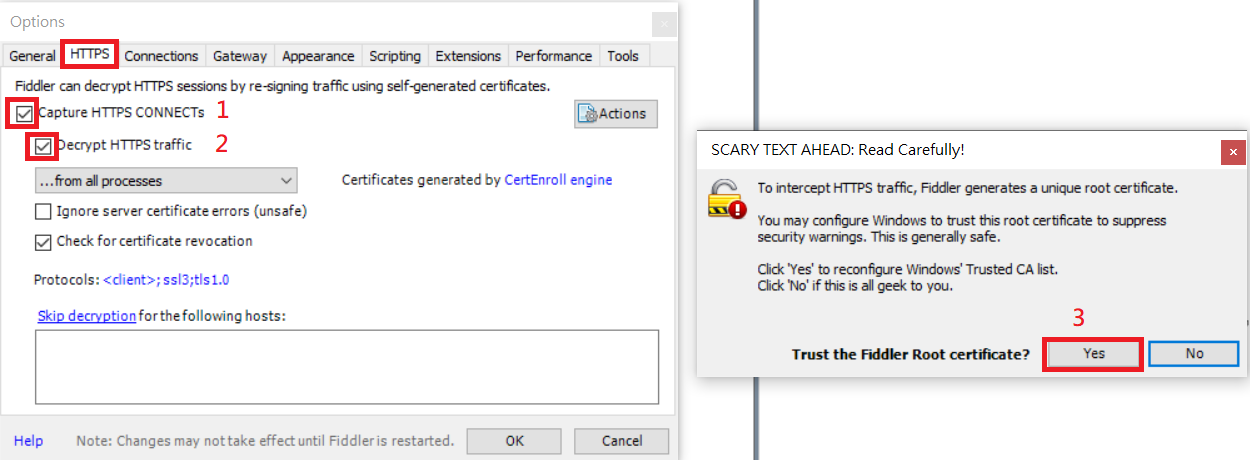 Options
General HTTPS Connections Gateway Appearance Scripting Extensions Performance Tools
Fiddler can decrypt HTTPS sessions by re-signing traffic using self-generated certificates.
Capture HTTPS CONNECTs 1
Actions
Decrypt HTTPS traffic 2
...from all processes
Certificates generated by CertEnroll engine
Ignore server certificate errors (unsafe)
Check for certificate revocation
Protocols: <client>;ssl3;tls1.0
Skip decryption for the following hosts:
Help
Note: Changes may not take effect until Fiddler is restarted.
OK
Cancel
SCARY TEXT AHEAD: Read Carefully!
To intercept HTTPS traffic, Fiddler generates a unique root certificate.
You may configure Windows to trust this root certificate to suppress
security warnings. This is generally safe.
Click 'Yes' to reconfigure Windows' Trusted CA list.
Click 'No' if this is all geek to you.
3
Trust the Fiddler Root certificate?
Yes
No